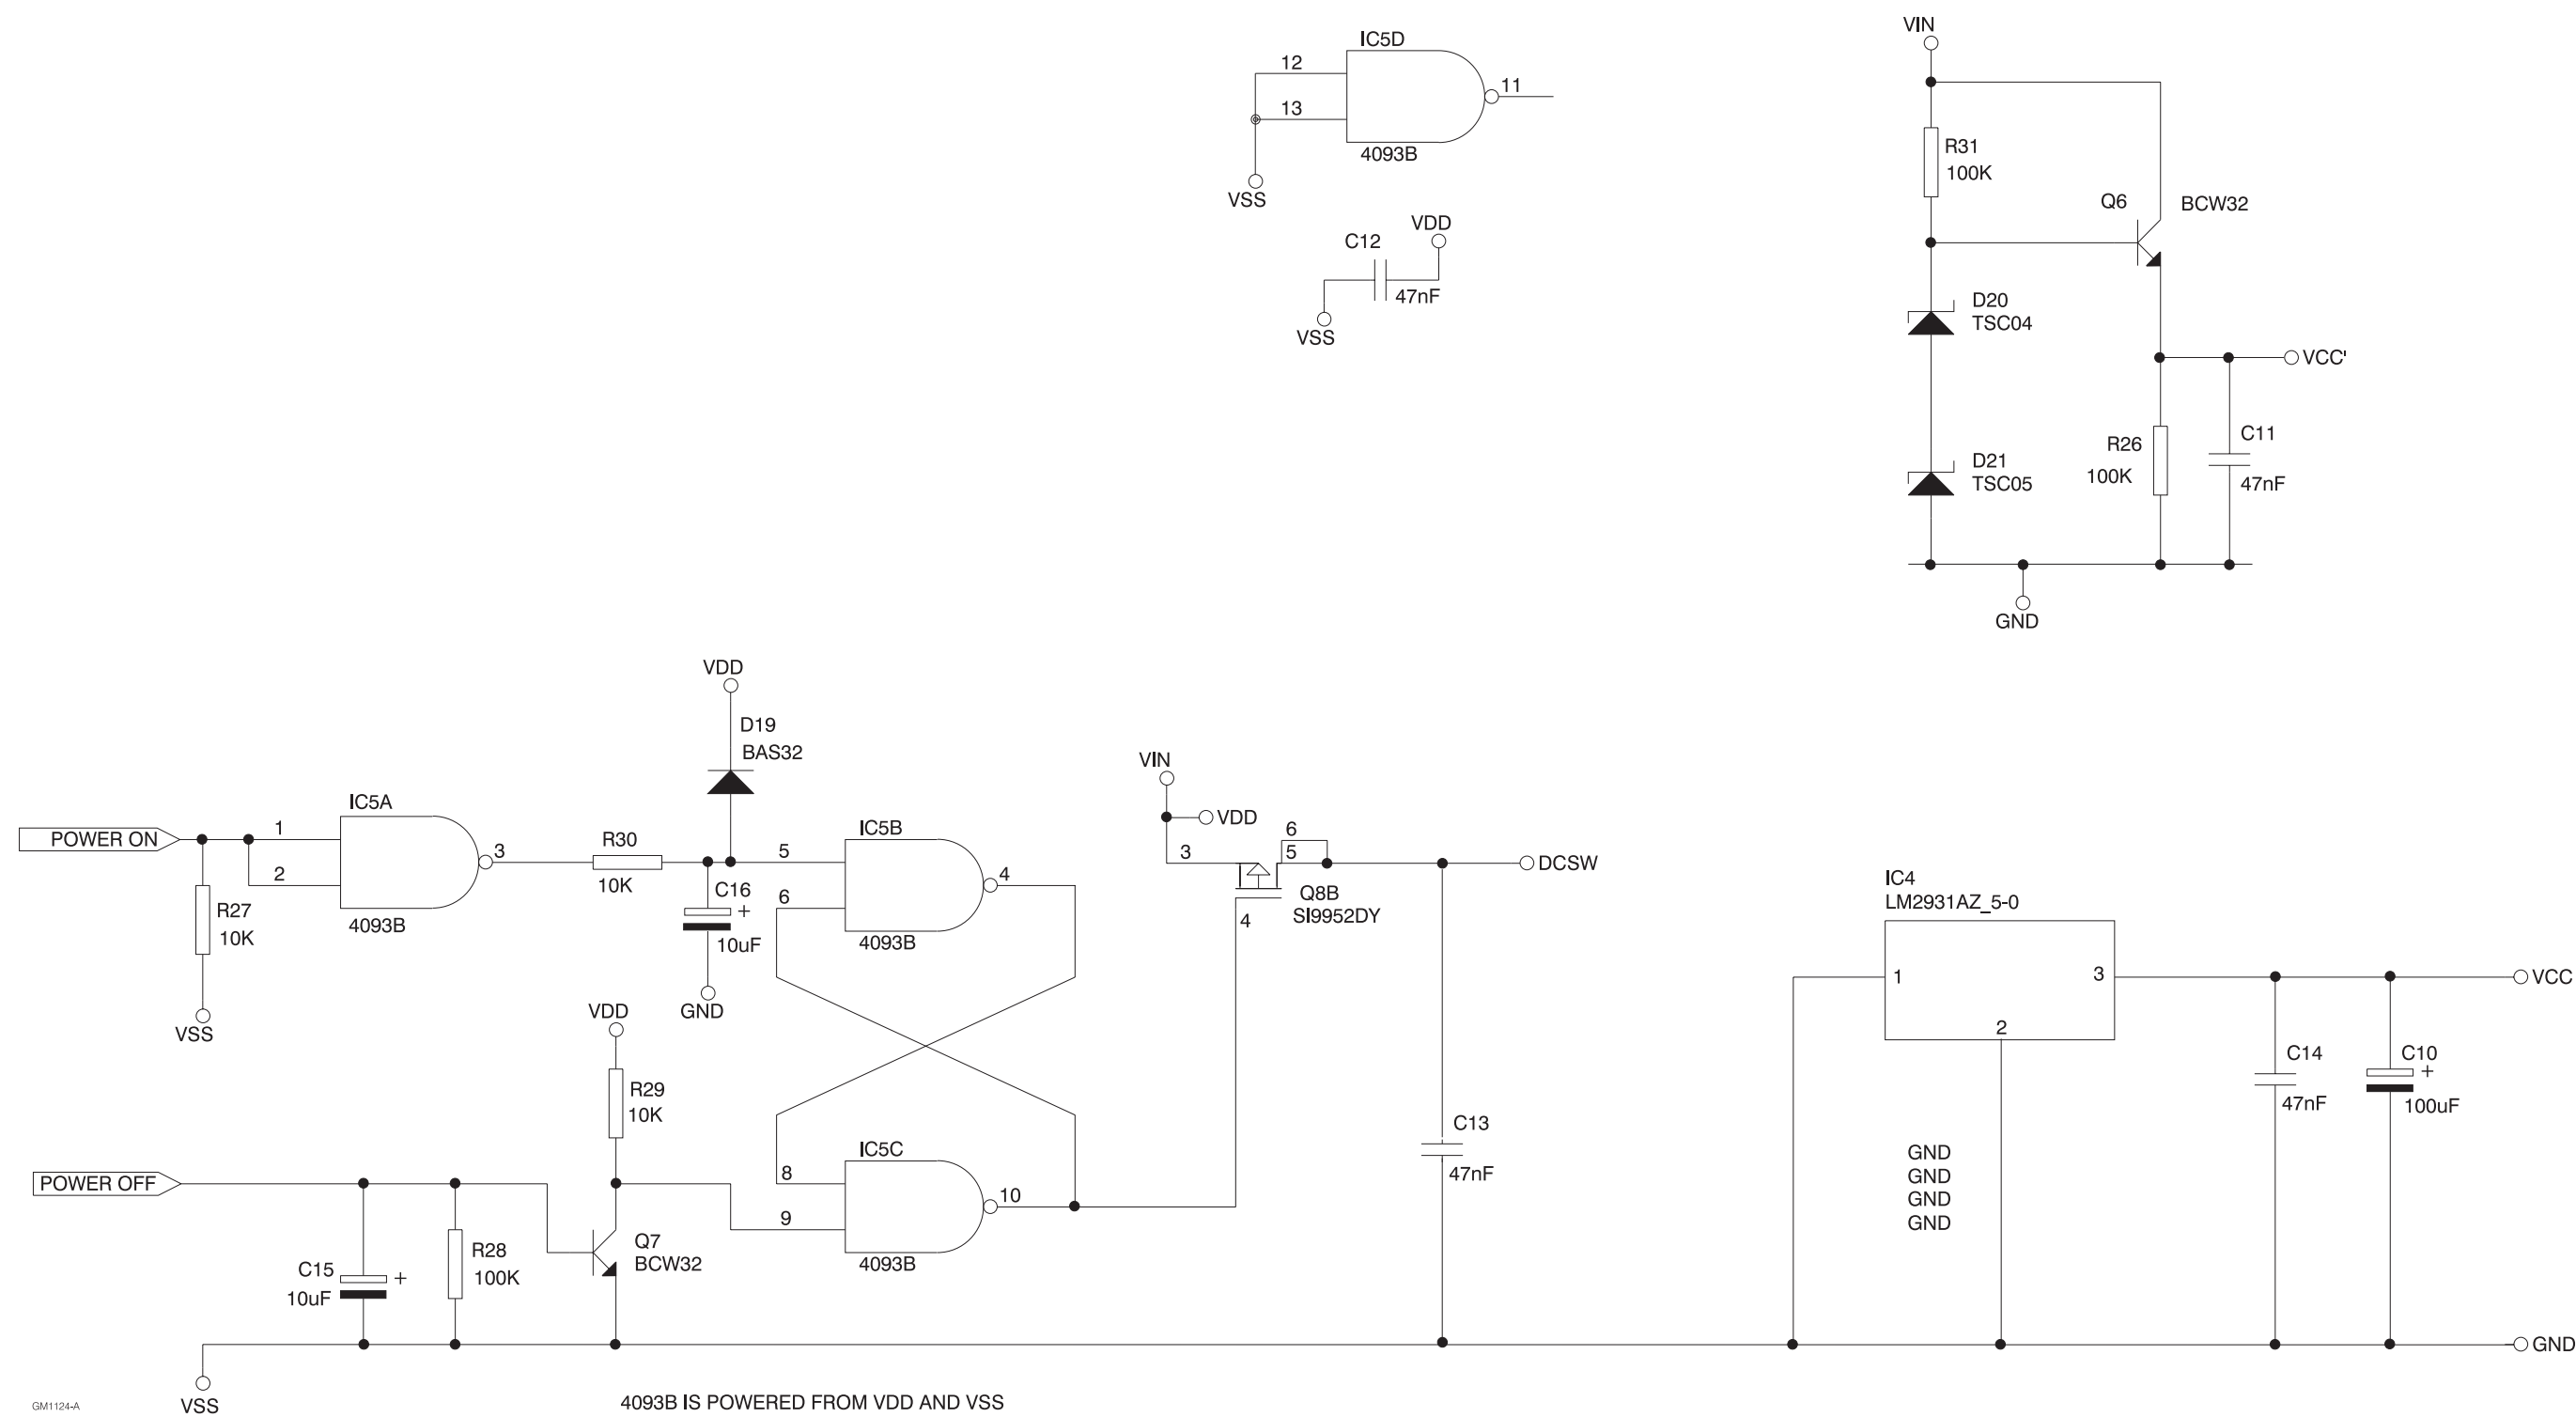 IC5D
12
13
11
4093B
VSS
VDD
C12
47nF
VSS
VIN
R31
100K
Q6
BCW32
D20
TSC04
VCC'
D21
TSC05
R26
100K
C11
47nF
GND
VDD
D19
BAS32
IC5A
POWER ON
1
2
3
4093B
R27
10K
VSS
R30
10K
C16
+
10uF
GND
IC5B
5
6
4
4093B
VIN
VDD
3
6
5
4
Q8B
SI9952DY
DCSW
C13
47nF
IC4
LM2931AZ_5-0
1
3
2
VCC
C14
47nF
C10
+
100uF
GND
GND
GND
GND
GND
VDD
R29
10K
POWER OFF
C15
+
10uF
R28
100K
Q7
BCW32
IC5C
8
9
10
4093B
VSS
GM1124-A
4093B IS POWERED FROM VDD AND VSS